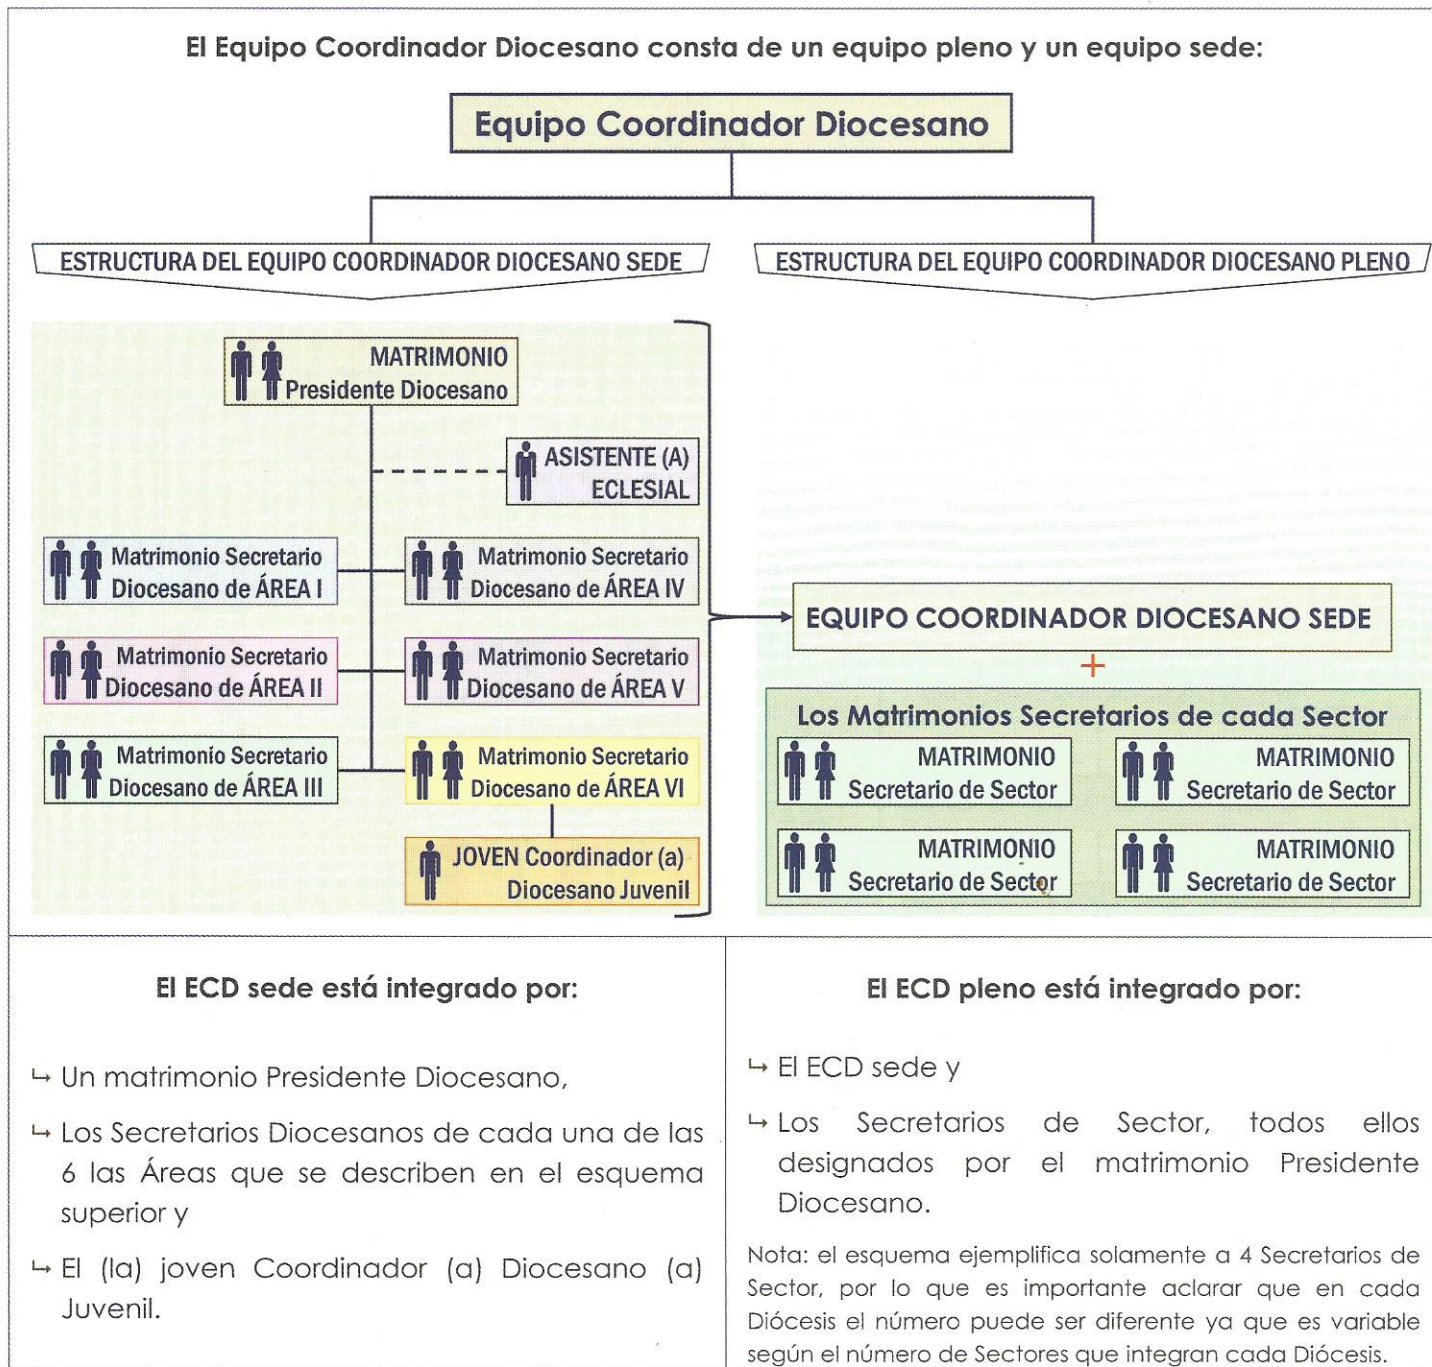 El Equipo Coordinador Diocesano consta de un equipo pleno y un equipo sede:
Equipo Coordinador Diocesano
ESTRUCTURA DEL EQUIPO COORDINADOR DIOCESANO SEDE
MATRIMONIO
Presidente Diocesano
ASISTENTE (A)
ECLESIAL
Matrimonio Secretario
Diocesano de ÁREA I
Matrimonio Secretario
Diocesano de ÁREA IV
Matrimonio Secretario
Diocesano de ÁREA II
Matrimonio Secretario
Diocesano de ÁREA V
Matrimonio Secretario
Diocesano de ÁREA III
Matrimonio Secretario
Diocesano de ÁREA VI
JOVEN Coordinador (a)
Diocesano Juvenil
ESTRUCTURA DEL EQUIPO COORDINADOR DIOCESANO PLENO
EQUIPO COORDINADOR DIOCESANO SEDE
+
Los Matrimonios Secretarios de cada Sector
MATRIMONIO
Secretario de Sector
MATRIMONIO
Secretario de Sector
MATRIMONIO
Secretario de Sector
MATRIMONIO
Secretario de Sector
El ECD sede está integrado por:
↳ Un matrimonio Presidente Diocesano,
↳ Los Secretarios Diocesanos de cada una de las
6 las Áreas que se describen en el esquema
superior y
↳ El (la) joven Coordinador (a) Diocesano (a)
Juvenil.
El ECD pleno está integrado por:
↳ El ECD sede y
↳ Los Secretarios de Sector, todos ellos
designados por el matrimonio Presidente
Diocesano.
Nota: el esquema ejemplifica solamente a 4 Secretarios de
Sector, por lo que es importante aclarar que en cada
Diócesis el número puede ser diferente ya que es variable
según el número de Sectores que integran cada Diócesis.